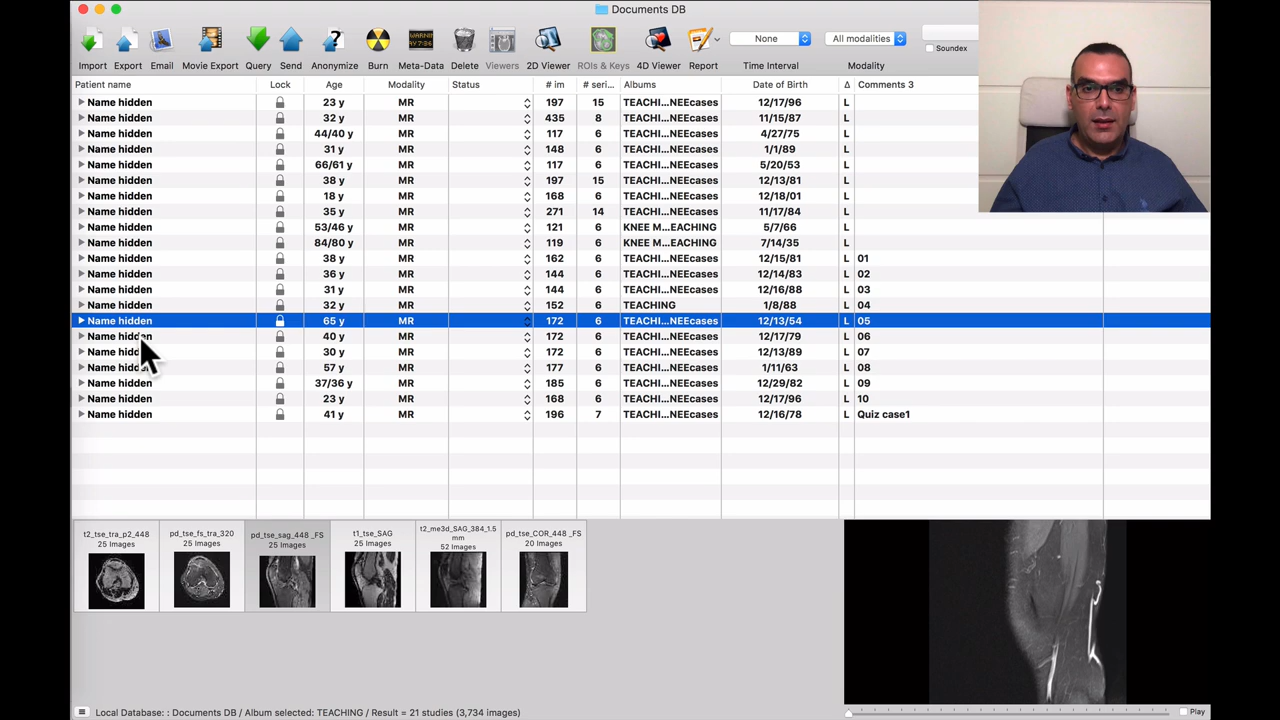 Documents DB
Import Export Email Movie Export Query Send Anonymize Burn Meta-Data Delete Viewers 2D Viewer ROIs & Keys 4D Viewer Report
None
Time Interval
All modalities
Modality
Soundex
Patient name Lock Age Modality Status # im # seri... Albums Date of Birth Δ Comments 3
Name hidden 23 y MR 197 15 TEACHI...NEEcases 12/17/96 L
Name hidden 32 y MR 435 8 TEACHI...NEEcases 11/15/87 L
Name hidden 44/40 y MR 117 6 TEACHI...NEEcases 4/27/75 L
Name hidden 31 y MR 148 6 TEACHI...NEEcases 1/1/89 L
Name hidden 66/61 y MR 117 6 TEACHI...NEEcases 5/20/53 L
Name hidden 38 y MR 197 15 TEACHI...NEEcases 12/13/81 L
Name hidden 18 y MR 168 6 TEACHI...NEEcases 12/18/01 L
Name hidden 35 y MR 271 14 TEACHI...NEEcases 11/17/84 L
Name hidden 53/46 y MR 121 6 KNEE M...EACHING 5/7/66 L
Name hidden 84/80 y MR 119 6 KNEE M...EACHING 7/14/35 L
Name hidden 38 y MR 162 6 TEACHI...NEEcases 12/15/81 L 01
Name hidden 36 y MR 144 6 TEACHI...NEEcases 12/14/83 L 02
Name hidden 31 y MR 144 6 TEACHI...NEEcases 12/16/88 L 03
Name hidden 32 y MR 152 6 TEACHING 1/8/88 L 04
Name hidden 65 y MR 172 6 TEACHI...NEEcases 12/13/54 L 05
Name hidden 40 y MR 172 6 TEACHI...NEEcases 12/17/79 L 06
Name hidden 30 y MR 172 6 TEACHI...NEEcases 12/13/89 L 07
Name hidden 57 y MR 177 6 TEACHI...NEEcases 1/11/63 L 08
Name hidden 37/36 y MR 185 6 TEACHI...NEEcases 12/29/82 L 09
Name hidden 23 y MR 168 6 TEACHI...NEEcases 12/17/96 L 10
Name hidden 41 y MR 196 7 TEACHI...NEEcases 12/16/78 L Quiz case1
t2_tse_tra_p2_448
25 Images
pd_tse_fs_tra_320
25 Images
pd_tse_sag_448 _FS
25 Images
t1_tse_SAG
25 Images
t2_me3d_SAG_384_1.5
mm
52 Images
pd_tse_COR_448 _FS
20 Images
Local Database: : Documents DB / Album selected: TEACHING / Result = 21 studies (3,734 images)
Play